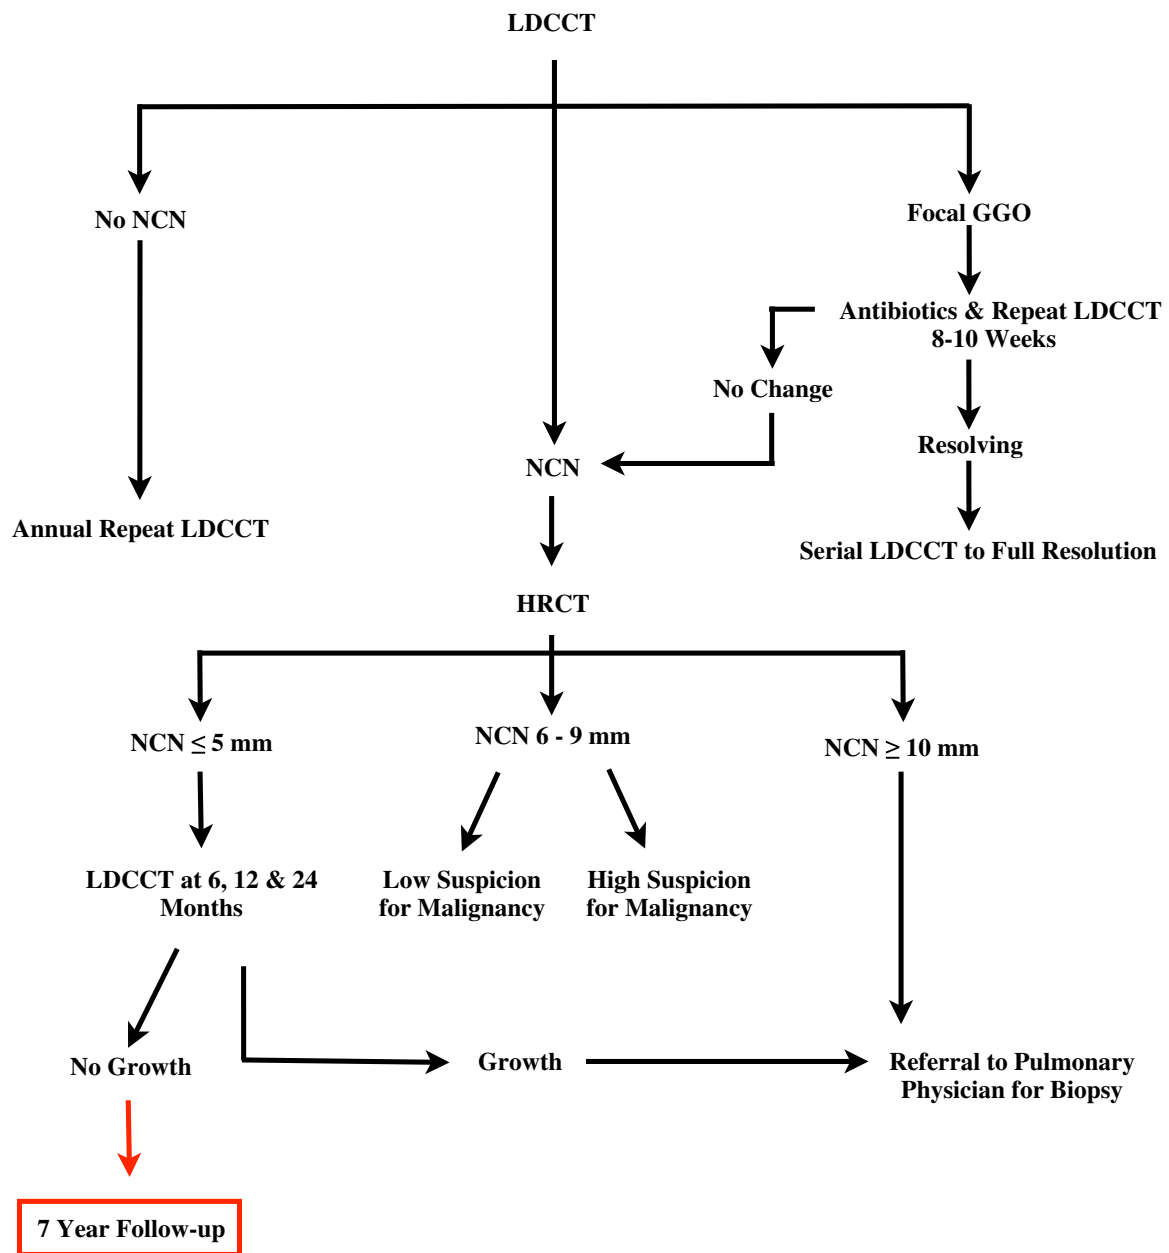 LDCCT
No NCN
Focal GGO
Antibiotics & Repeat LDCCT
8-10 Weeks
No Change
Resolving
NCN
Annual Repeat LDCCT
Serial LDCCT to Full Resolution
HRCT
NCN ≤ 5 mm
NCN 6 - 9 mm
NCN ≥ 10 mm
LDCCT at 6, 12 & 24
Months
Low Suspicion
for Malignancy
High Suspicion
for Malignancy
No Growth
Growth
Referral to Pulmonary
Physician for Biopsy
7 Year Follow-up